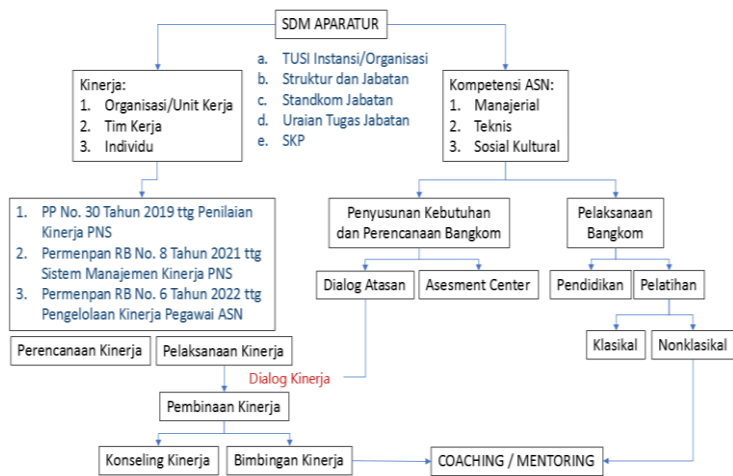 SDM APARATUR
a. TUSI Instansi/Organisasi
b. Struktur dan Jabatan
c. Standkom Jabatan
d. Uraian Tugas Jabatan
e. SKP
Kinerja:
1. Organisasi/Unit Kerja
2. Tim Kerja
3. Individu
Kompetensi ASN:
1. Manajerial
2. Teknis
3. Sosial Kultural
1. PP No. 30 Tahun 2019 ttg Penilaian
Kinerja PNS
2. Permenpan RB No. 8 Tahun 2021 ttg
Sistem Manajemen Kinerja PNS
3. Permenpan RB No. 6 Tahun 2022 ttg
Pengelolaan Kinerja Pegawai ASN
Penyusunan Kebutuhan
dan Perencanaan Bangkom
Pelaksanaan
Bangkom
Dialog Atasan
Asesment Center
Pendidikan
Pelatihan
Klasikal
Nonklasikal
Perencanaan Kinerja
Pelaksanaan Kinerja
Dialog Kinerja
Pembinaan Kinerja
Konseling Kinerja
Bimbingan Kinerja
COACHING / MENTORING